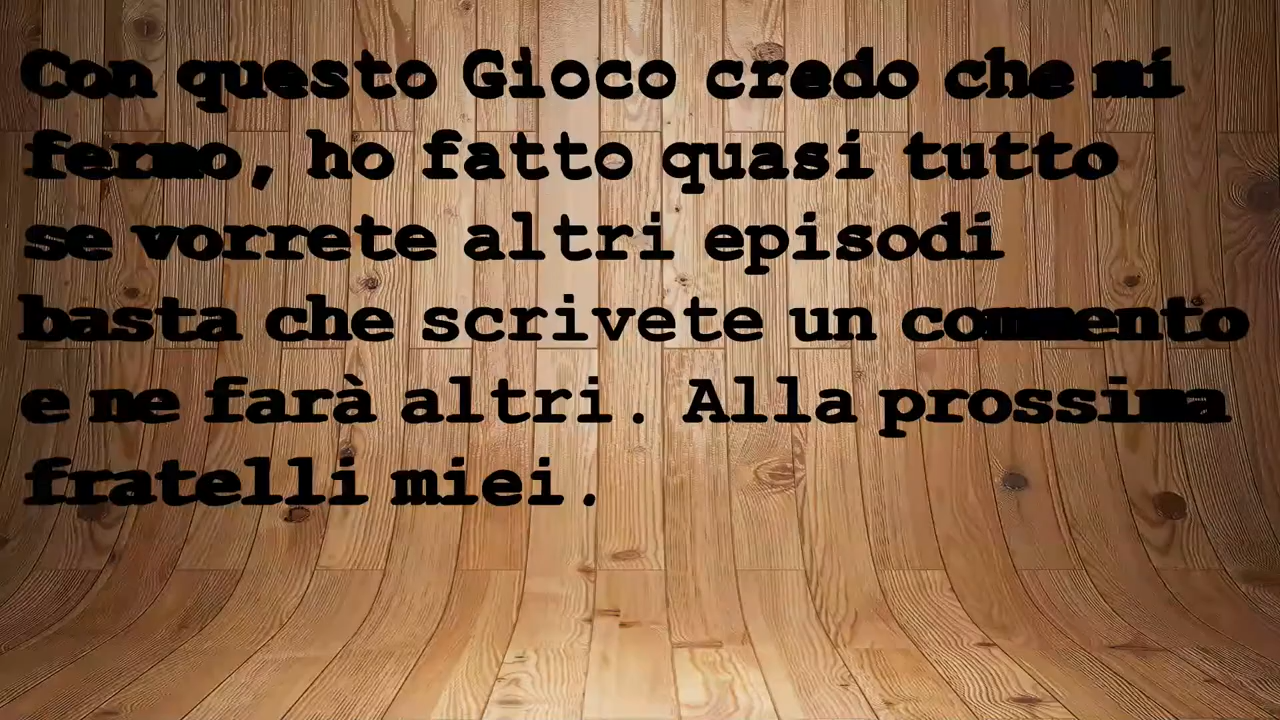 Con questo Gioco credo che mi
fermo, ho fatto quasi tutto
se vorrete altri episodi
basta che scrivete un commento
e ne farà altri. Alla prossima
fratelli miei.